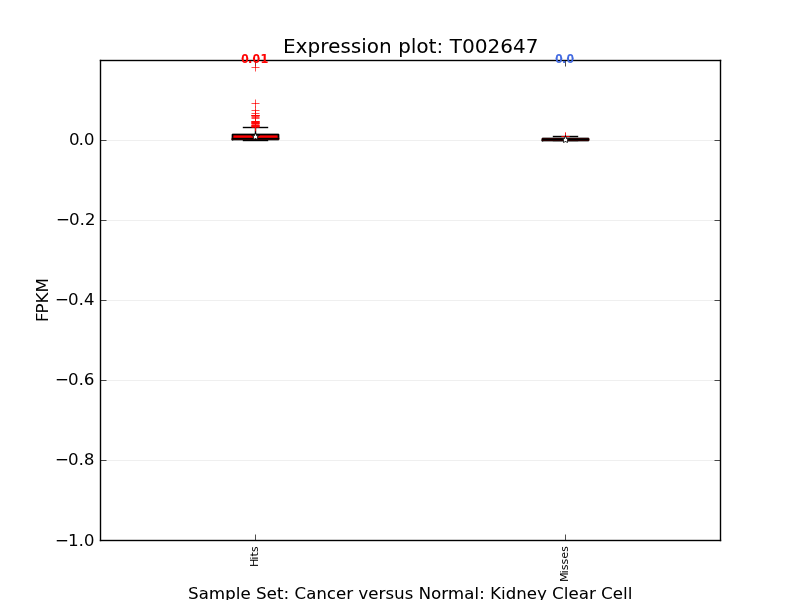 Expression plot: T002647
0.01
0.0
0.0
−0.2
−0.4
−0.6
−0.8
−1.0
FPKM
Hits
Misses
Sample Set: Cancer versus Normal: Kidney Clear Cell